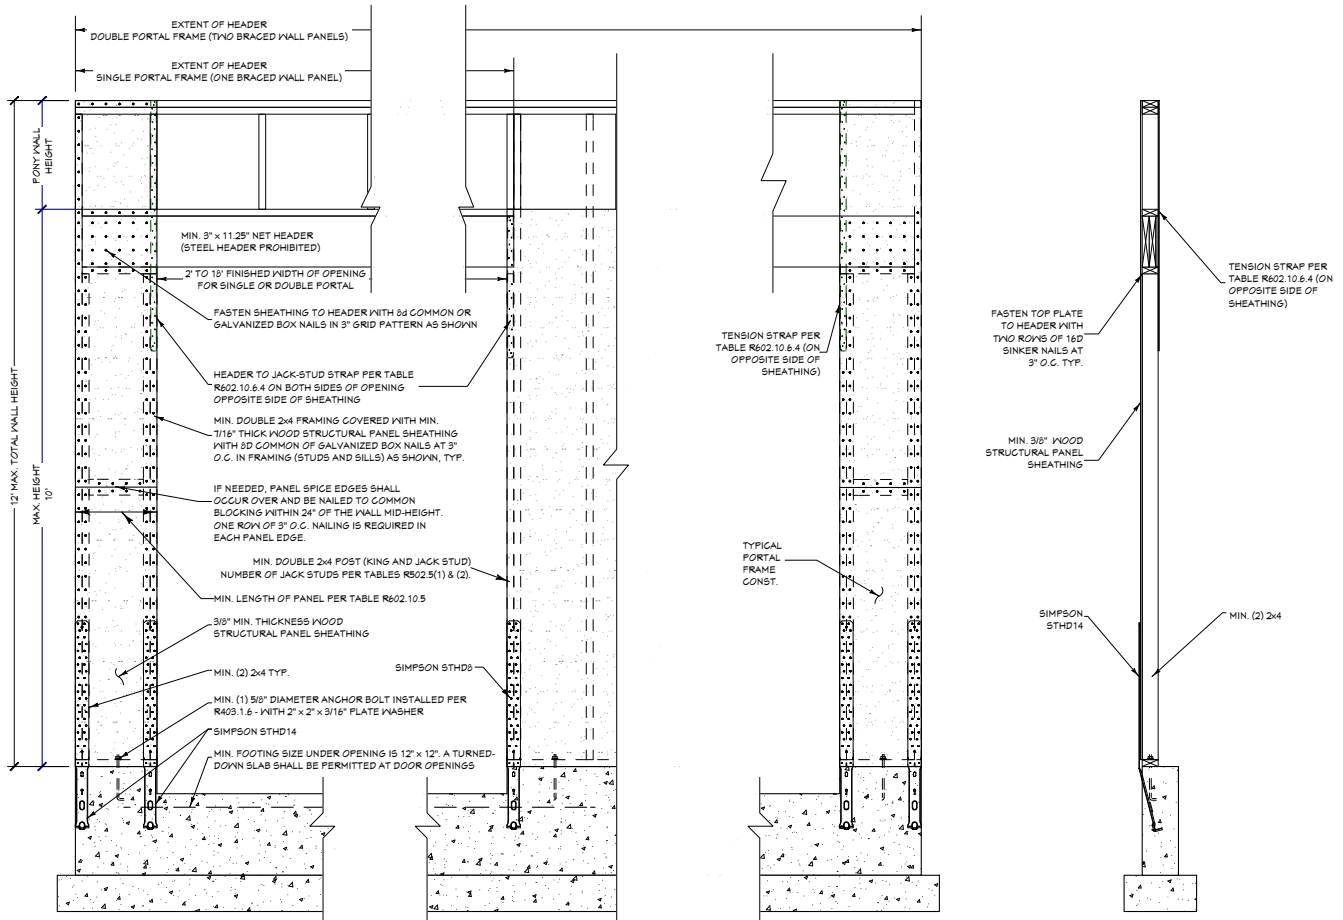 EXTENT OF HEADER
DOUBLE PORTAL FRAME (TWO BRACED WALL PANELS)
EXTENT OF HEADER
SINGLE PORTAL FRAME (ONE BRACED WALL PANEL)
PONY WALL
HEIGHT
12' MAX. TOTAL WALL HEIGHT
MAX. HEIGHT
10'
MIN. 3" x 11.25" NET HEADER
(STEEL HEADER PROHIBITED)
2' TO 18' FINISHED WIDTH OF OPENING
FOR SINGLE OR DOUBLE PORTAL
FASTEN SHEATHING TO HEADER WITH 8d COMMON OR
GALVANIZED BOX NAILS IN 3" GRID PATTERN AS SHOWN
HEADER TO JACK-STUD STRAP PER TABLE
R602.10.6.4 ON BOTH SIDES OF OPENING
OPPOSITE SIDE OF SHEATHING
MIN. DOUBLE 2x4 FRAMING COVERED WITH MIN.
7/16" THICK WOOD STRUCTURAL PANEL SHEATHING
WITH 8D COMMON OF GALVANIZED BOX NAILS AT 3"
O.C. IN FRAMING (STUDS AND SILLS) AS SHOWN, TYP.
IF NEEDED, PANEL SPICE EDGES SHALL
OCCUR OVER AND BE NAILED TO COMMON
BLOCKING WITHIN 24" OF THE WALL MID-HEIGHT.
ONE ROW OF 3" O.C. NAILING IS REQUIRED IN
EACH PANEL EDGE.
MIN. DOUBLE 2x4 POST (KING AND JACK STUD)
NUMBER OF JACK STUDS PER TABLES R502.5(1) & (2).
MIN. LENGTH OF PANEL PER TABLE R602.10.5
3/8" MIN. THICKNESS WOOD
STRUCTURAL PANEL SHEATHING
MIN. (2) 2x4 TYP.
SIMPSON STHD8
MIN. (1) 5/8" DIAMETER ANCHOR BOLT INSTALLED PER
R403.1.6 - WITH 2" x 2" x 3/16" PLATE WASHER
SIMPSON STHD14
MIN. FOOTING SIZE UNDER OPENING IS 12" x 12". A TURNED-
DOWN SLAB SHALL BE PERMITTED AT DOOR OPENINGS
TENSION STRAP PER
TABLE R602.10.6.4 (ON
OPPOSITE SIDE OF
SHEATHING)
TYPICAL
PORTAL
FRAME
CONST.
TENSION STRAP PER
TABLE R602.10.6.4 (ON
OPPOSITE SIDE OF
SHEATHING)
FASTEN TOP PLATE
TO HEADER WITH
TWO ROWS OF 16D
SINKER NAILS AT
3" O.C. TYP.
MIN. 3/8" WOOD
STRUCTURAL PANEL
SHEATHING
SIMPSON
STHD14
MIN. (2) 2x4